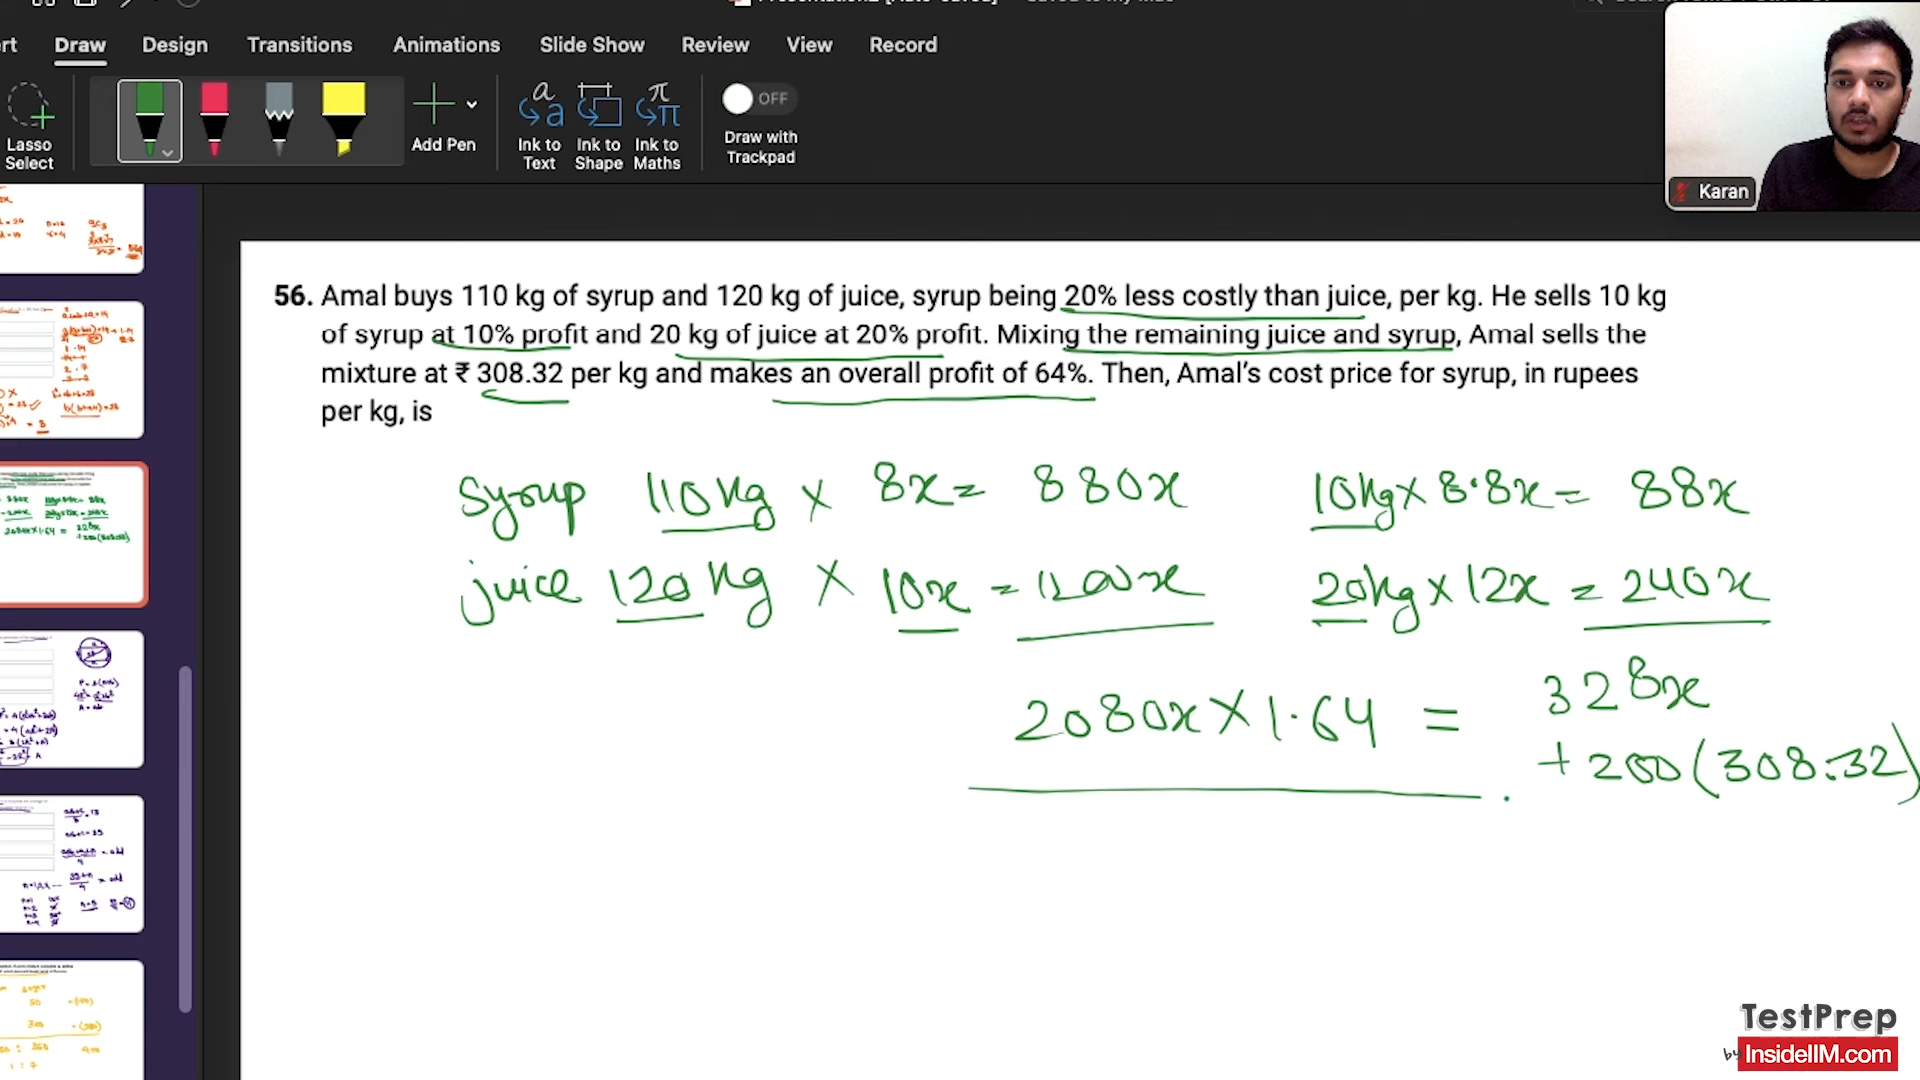 Draw Design Transitions Animations Slide Show Review View Record
Lasso Select
Add Pen
Ink to Text
Ink to Shape
Ink to Maths
OFF
Draw with Trackpad
Karan
56. Amal buys 110 kg of syrup and 120 kg of juice, syrup being 20% less costly than juice, per kg. He sells 10 kg
of syrup at 10% profit and 20 kg of juice at 20% profit. Mixing the remaining juice and syrup, Amal sells the
mixture at ₹ 308.32 per kg and makes an overall profit of 64%. Then, Amal's cost price for syrup, in rupees
per kg, is
syrup 110kg × 8x = 880x 10kg × 8.8x = 88x
juice 120kg × 10x = 1200x 20kg × 12x = 240x
2080x × 1.64 = 328x
+ 200(308.32)
TestPrep
by InsideIIM.com